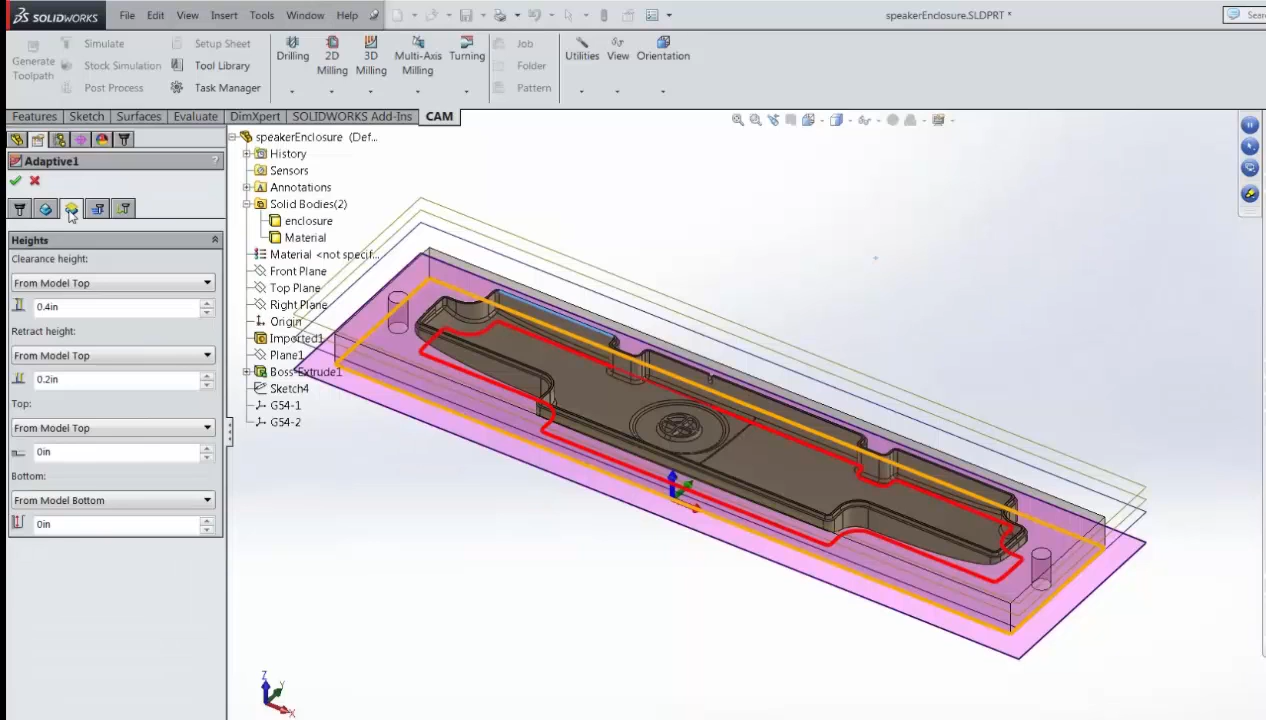 SOLIDWORKS File Edit View Insert Tools Window Help speakerEnclosure.SLDPRT * Sear
Simulate Setup Sheet
Generate Toolpath Stock Simulation Tool Library
Post Process Task Manager
Drilling 2D Milling 3D Milling Multi-Axis Milling Turning
Job
Folder
Pattern
Utilities View Orientation
Features Sketch Surfaces Evaluate DimXpert SOLIDWORKS Add-Ins CAM
Adaptive1 ?
Heights
Clearance height:
From Model Top
0.4in
Retract height:
From Model Top
0.2in
Top:
From Model Top
0in
Bottom:
From Model Bottom
0in
speakerEnclosure (Def...
History
Sensors
Annotations
Solid Bodies(2)
enclosure
Material
Material <not specif...
Front Plane
Top Plane
Right Plane
Origin
Imported1
Plane1
Boss-Extrude1
Sketch4
G54-1
G54-2
Z
Y
X